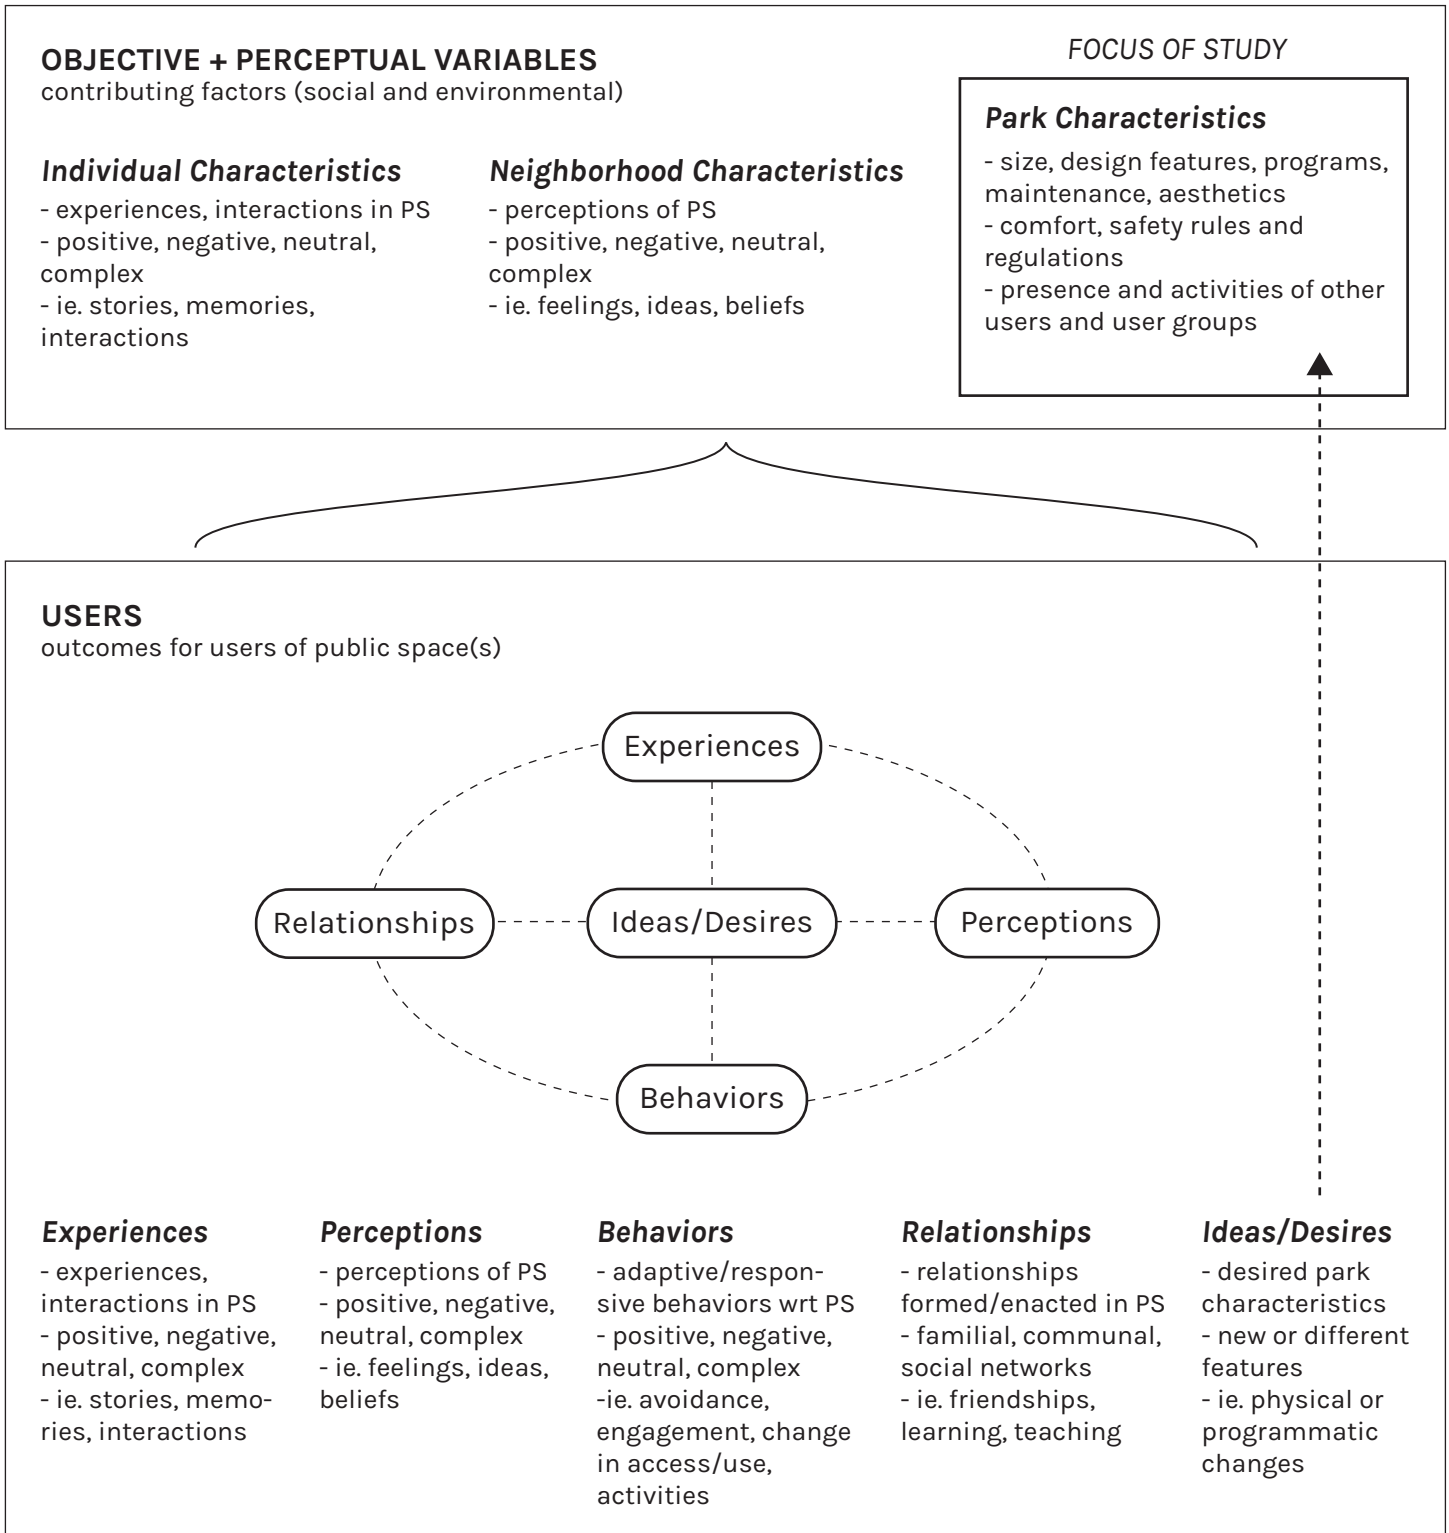 OBJECTIVE + PERCEPTUAL VARIABLES
contributing factors (social and environmental)
Individual Characteristics
- experiences, interactions in PS
- positive, negative, neutral,
complex
- ie. stories, memories,
interactions
Neighborhood Characteristics
- perceptions of PS
- positive, negative, neutral,
complex
- ie. feelings, ideas, beliefs
FOCUS OF STUDY
Park Characteristics
- size, design features, programs,
maintenance, aesthetics
- comfort, safety rules and
regulations
- presence and activities of other
users and user groups
USERS
outcomes for users of public space(s)
Experiences
Relationships
Ideas/Desires
Perceptions
Behaviors
Experiences
- experiences,
interactions in PS
- positive, negative,
neutral, complex
- ie. stories, memo-
ries, interactions
Perceptions
- perceptions of PS
- positive, negative,
neutral, complex
- ie. feelings, ideas,
beliefs
Behaviors
- adaptive/respon-
sive behaviors wrt PS
- positive, negative,
neutral, complex
-ie. avoidance,
engagement, change
in access/use,
activities
Relationships
- relationships
formed/enacted in PS
- familial, communal,
social networks
- ie. friendships,
learning, teaching
Ideas/Desires
- desired park
characteristics
- new or different
features
- ie. physical or
programmatic
changes